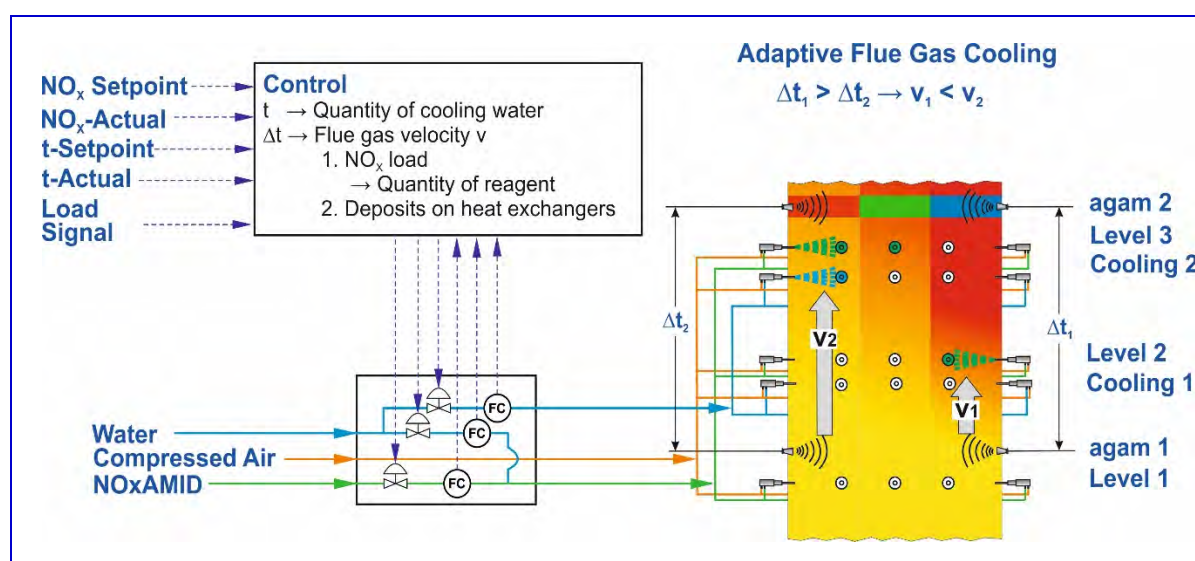 NOx Setpoint
NOx-Actual
t-Setpoint
t-Actual
Load
Signal
Control
t → Quantity of cooling water
Δt → Flue gas velocity v
1. NOx load
→ Quantity of reagent
2. Deposits on heat exchangers
Adaptive Flue Gas Cooling
Δt1 > Δt2 → v1 < v2
agam 2
Level 3
Cooling 2
Δt2
V2
Δt1
Level 2
Cooling 1
V1
agam 1
Level 1
FC
FC
FC
Water
Compressed Air
NOxAMID